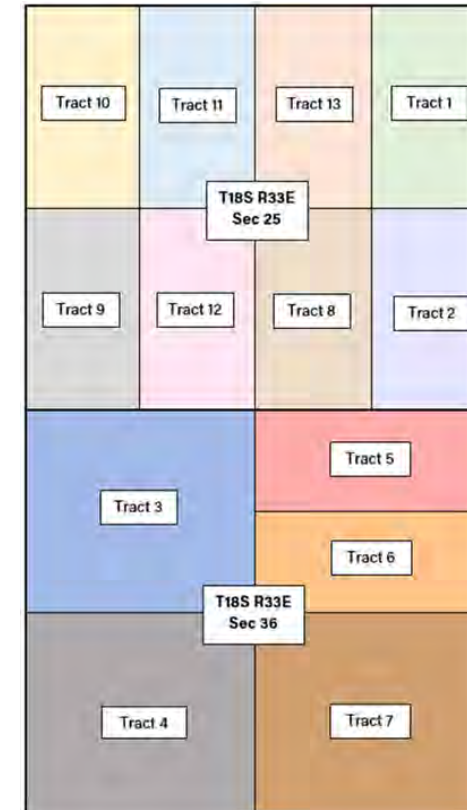 Tract 10
Tract 11
Tract 13
Tract 1
T18S R33E
Sec 25
Tract 9
Tract 12
Tract 8
Tract 2
Tract 5
Tract 3
Tract 6
T18S R33E
Sec 36
Tract 4
Tract 7